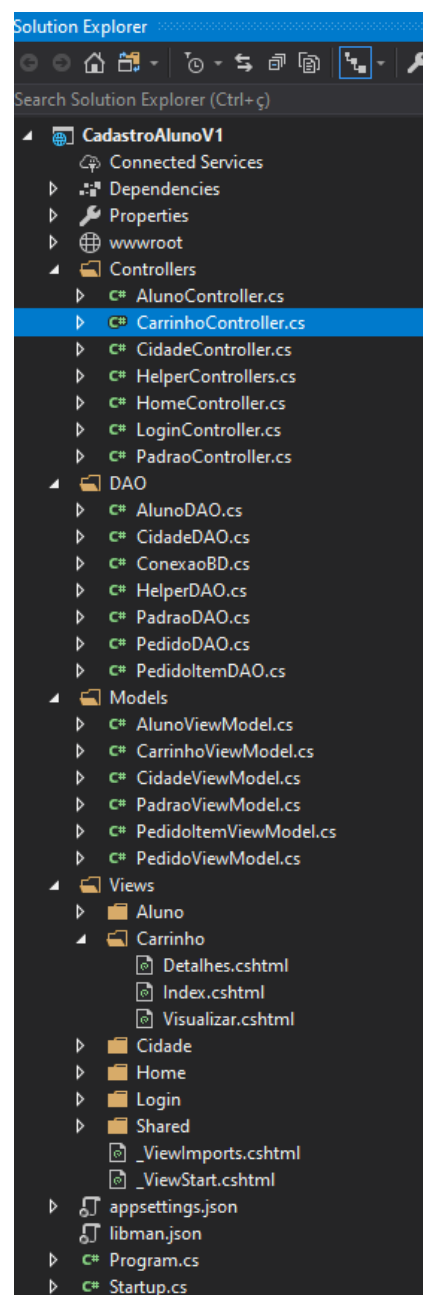 Solution Explorer
Search Solution Explorer (Ctrl+ç)
CadastroAlunoV1
Connected Services
Dependencies
Properties
wwwroot
Controllers
C# AlunoController.cs
C# CarrinhoController.cs
C# CidadeController.cs
C# HelperControllers.cs
C# HomeController.cs
C# LoginController.cs
C# PadraoController.cs
DAO
C# AlunoDAO.cs
C# CidadeDAO.cs
C# ConexaoBD.cs
C# HelperDAO.cs
C# PadraoDAO.cs
C# PedidoDAO.cs
C# PedidoItemDAO.cs
Models
C# AlunoViewModel.cs
C# CarrinhoViewModel.cs
C# CidadeViewModel.cs
C# PadraoViewModel.cs
C# PedidoItemViewModel.cs
C# PedidoViewModel.cs
Views
Aluno
Carrinho
Detalhes.cshtml
Index.cshtml
Visualizar.cshtml
Cidade
Home
Login
Shared
_ViewImports.cshtml
_ViewStart.cshtml
appsettings.json
libman.json
C# Program.cs
C# Startup.cs